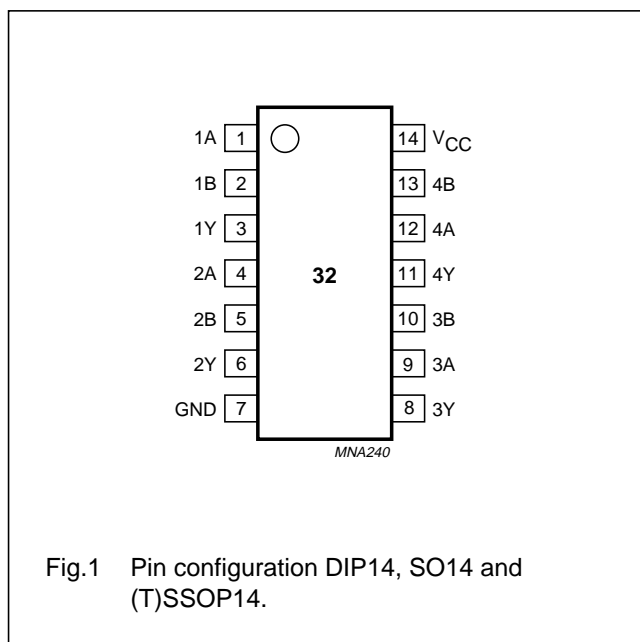 1A 1 14 VCC
1B 2 13 4B
1Y 3 12 4A
2A 4 32 11 4Y
2B 5 10 3B
2Y 6 9 3A
GND 7 8 3Y
MNA240
Fig.1 Pin configuration DIP14, SO14 and
(T)SSOP14.